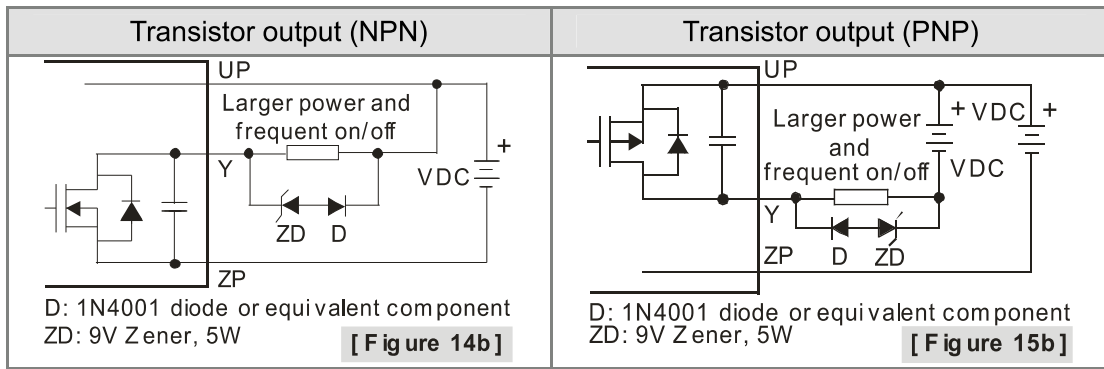 Transistor output (NPN)
UP
Larger power and
frequent on/off
Y
+
VDC
ZD D
ZP
D: 1N4001 diode or equivalent component
ZD: 9V Zener, 5W
[ Figure 14b ]
Transistor output (PNP)
UP
+ VDC +
Larger power
and
frequent on/off
VDC
Y
ZP
D ZD
D: 1N4001 diode or equivalent component
ZD: 9V Zener, 5W
[ Figure 15b ]